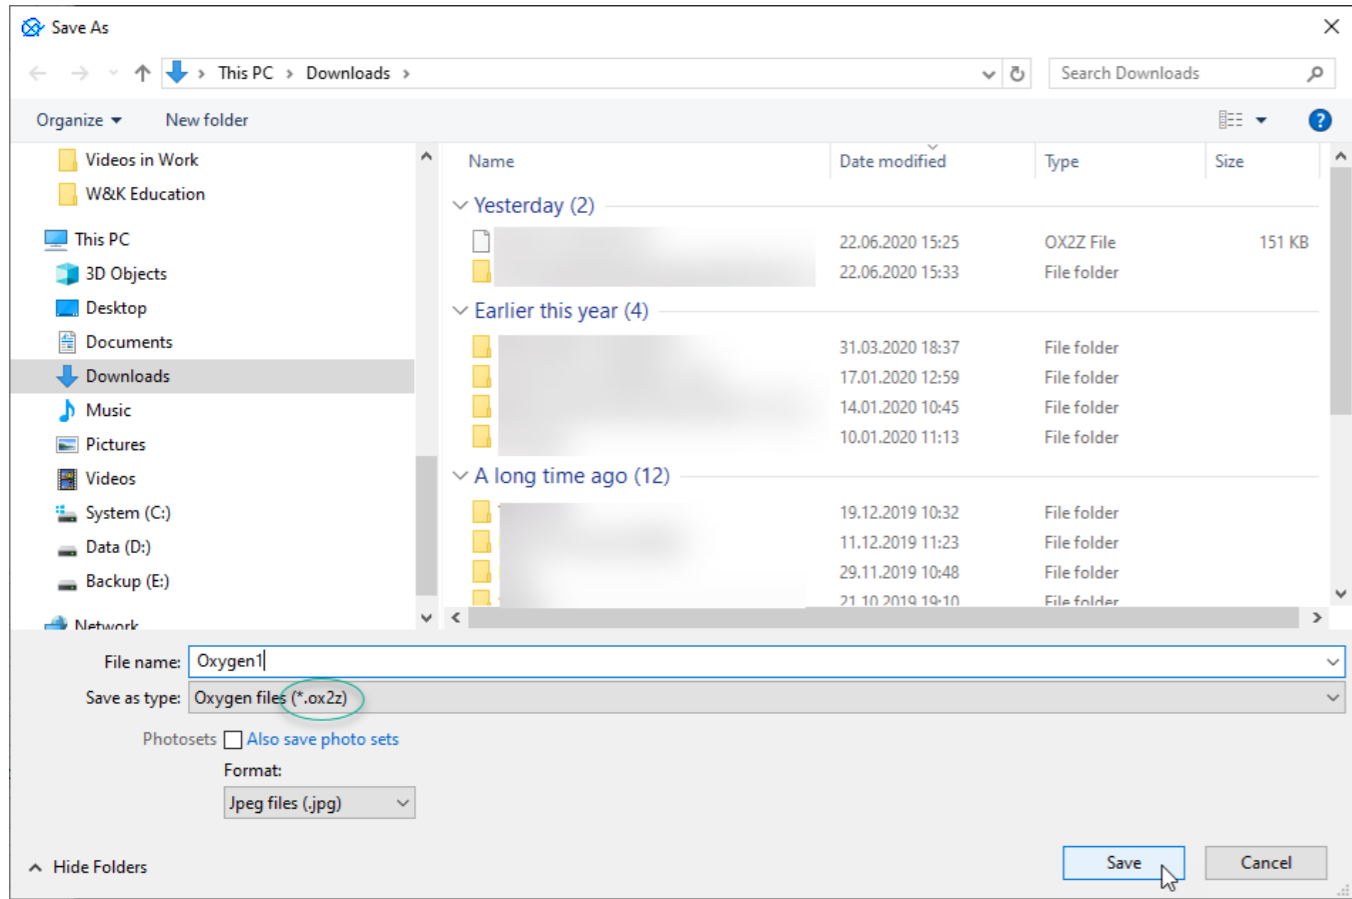 Save As
This PC > Downloads >
Search Downloads
Organize
New folder
?
Videos in Work
W&K Education
This PC
3D Objects
Desktop
Documents
Downloads
Music
Pictures
Videos
System (C:)
Data (D:)
Backup (E:)
Network
Name Date modified Type Size
Yesterday (2)
22.06.2020 15:25 OX2Z File 151 KB
22.06.2020 15:33 File folder
Earlier this year (4)
31.03.2020 18:37 File folder
17.01.2020 12:59 File folder
14.01.2020 10:45 File folder
10.01.2020 11:13 File folder
A long time ago (12)
19.12.2019 10:32 File folder
11.12.2019 11:23 File folder
29.11.2019 10:48 File folder
21.10.2019 19:10 File folder
File name: Oxygen1
Save as type: Oxygen files (*.ox2z)
Photosets Also save photo sets
Format:
Jpeg files (.jpg)
Hide Folders
Save
Cancel